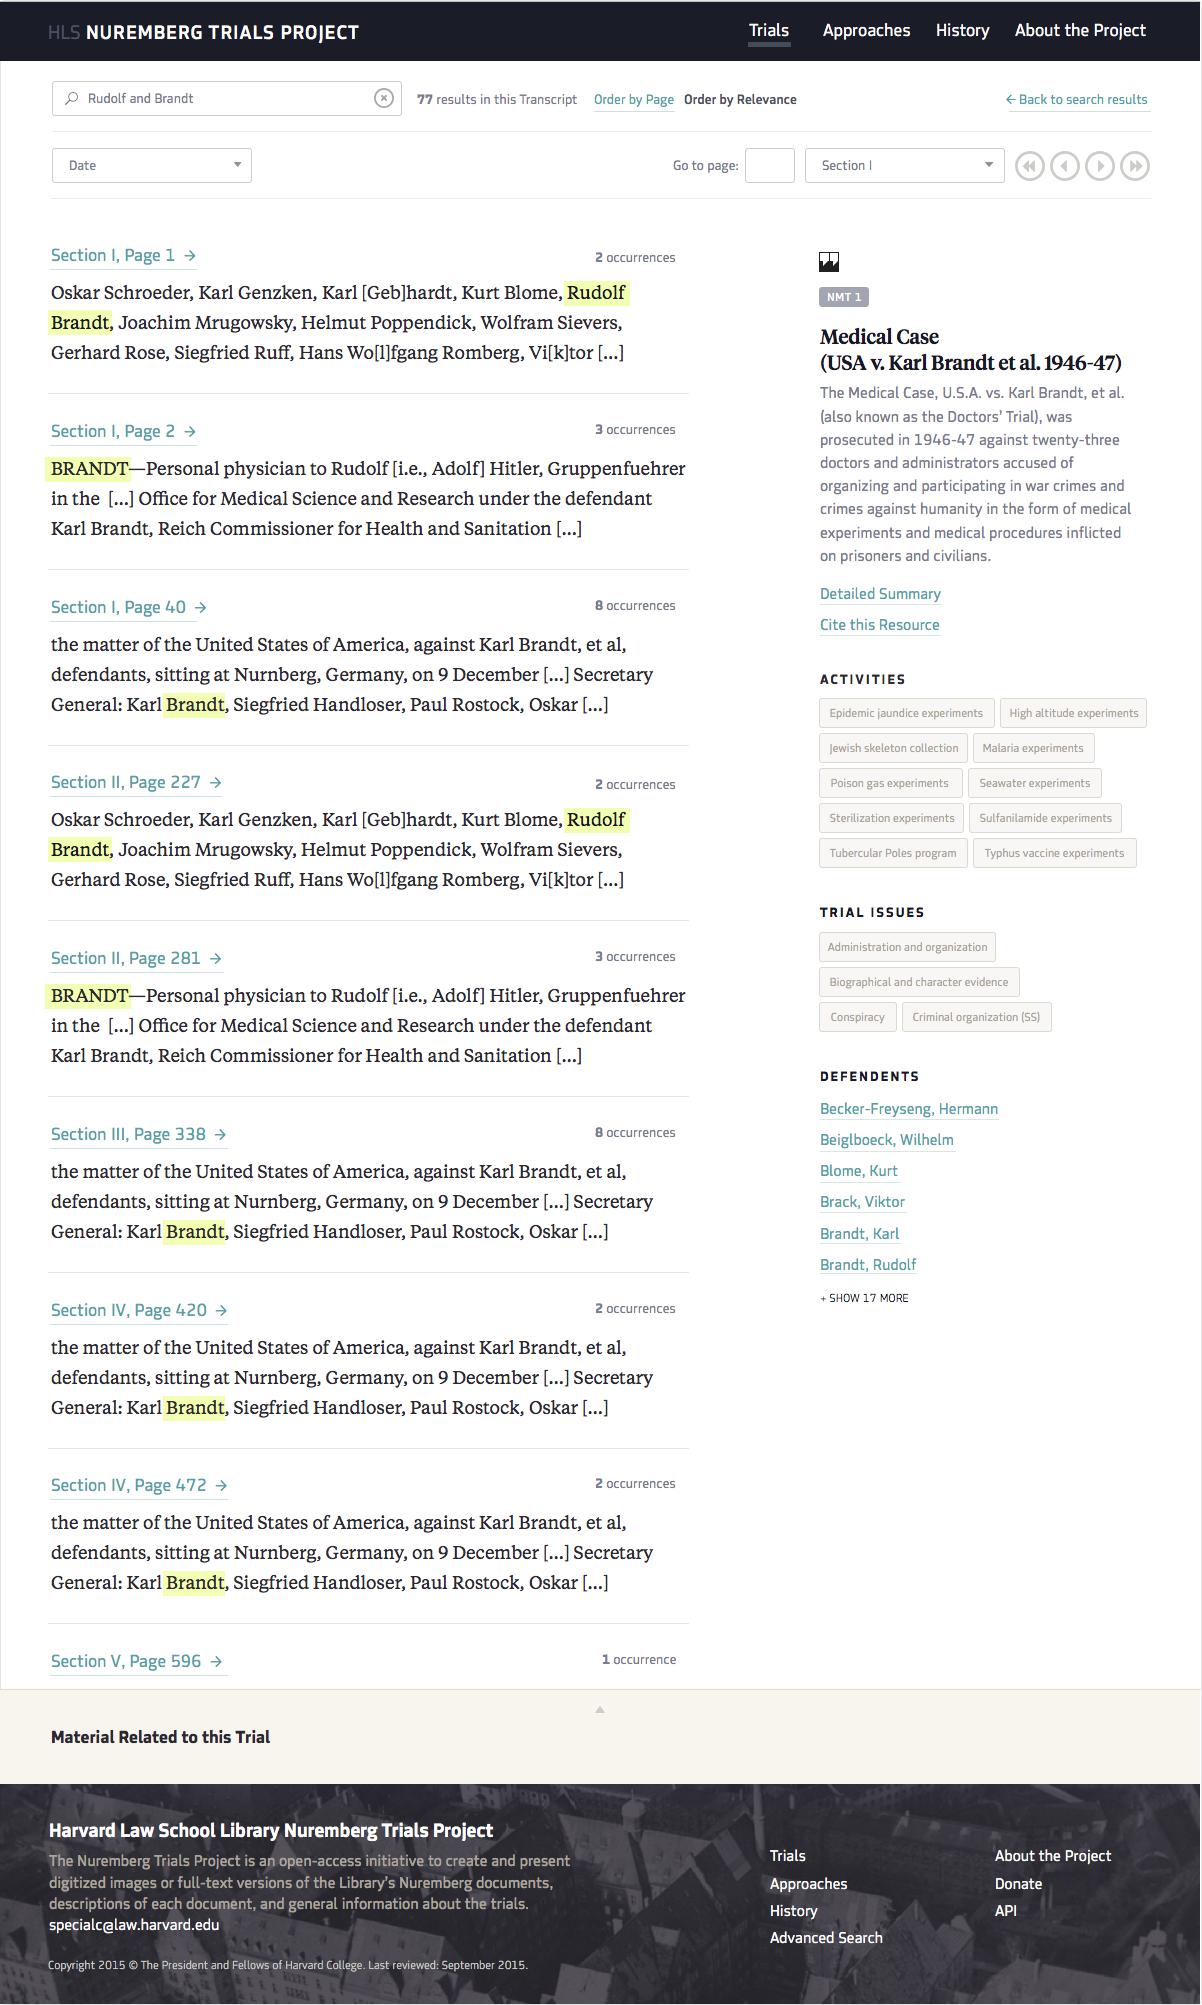 HLS NUREMBERG TRIALS PROJECT
Trials Approaches History About the Project
Rudolf and Brandt
77 results in this Transcript Order by Page Order by Relevance
← Back to search results
Date
Go to page:
Section I
Section I, Page 1 →
2 occurrences
Oskar Schroeder, Karl Genzken, Karl [Geb]hardt, Kurt Blome, Rudolf
Brandt, Joachim Mrugowsky, Helmut Poppendick, Wolfram Sievers,
Gerhard Rose, Siegfried Ruff, Hans Wo[l]fgang Romberg, Vi[k]tor [...]
Section I, Page 2 →
3 occurrences
BRANDT—Personal physician to Rudolf [i.e., Adolf] Hitler, Gruppenfuehrer
in the [...] Office for Medical Science and Research under the defendant
Karl Brandt, Reich Commissioner for Health and Sanitation [...]
Section I, Page 40 →
8 occurrences
the matter of the United States of America, against Karl Brandt, et al,
defendants, sitting at Nurnberg, Germany, on 9 December [...] Secretary
General: Karl Brandt, Siegfried Handloser, Paul Rostock, Oskar [...]
Section II, Page 227 →
2 occurrences
Oskar Schroeder, Karl Genzken, Karl [Geb]hardt, Kurt Blome, Rudolf
Brandt, Joachim Mrugowsky, Helmut Poppendick, Wolfram Sievers,
Gerhard Rose, Siegfried Ruff, Hans Wo[l]fgang Romberg, Vi[k]tor [...]
Section II, Page 281 →
3 occurrences
BRANDT—Personal physician to Rudolf [i.e., Adolf] Hitler, Gruppenfuehrer
in the [...] Office for Medical Science and Research under the defendant
Karl Brandt, Reich Commissioner for Health and Sanitation [...]
Section III, Page 338 →
8 occurrences
the matter of the United States of America, against Karl Brandt, et al,
defendants, sitting at Nurnberg, Germany, on 9 December [...] Secretary
General: Karl Brandt, Siegfried Handloser, Paul Rostock, Oskar [...]
Section IV, Page 420 →
2 occurrences
the matter of the United States of America, against Karl Brandt, et al,
defendants, sitting at Nurnberg, Germany, on 9 December [...] Secretary
General: Karl Brandt, Siegfried Handloser, Paul Rostock, Oskar [...]
Section IV, Page 472 →
2 occurrences
the matter of the United States of America, against Karl Brandt, et al,
defendants, sitting at Nurnberg, Germany, on 9 December [...] Secretary
General: Karl Brandt, Siegfried Handloser, Paul Rostock, Oskar [...]
Section V, Page 596 →
1 occurrence
NMT 1
Medical Case
(USA v. Karl Brandt et al. 1946-47)
The Medical Case, U.S.A. vs. Karl Brandt, et al.
(also known as the Doctors' Trial), was
prosecuted in 1946-47 against twenty-three
doctors and administrators accused of
organizing and participating in war crimes and
crimes against humanity in the form of medical
experiments and medical procedures inflicted
on prisoners and civilians.
Detailed Summary
Cite this Resource
ACTIVITIES
Epidemic jaundice experiments High altitude experiments
Jewish skeleton collection Malaria experiments
Poison gas experiments Seawater experiments
Sterilization experiments Sulfanilamide experiments
Tubercular Poles program Typhus vaccine experiments
TRIAL ISSUES
Administration and organization
Biographical and character evidence
Conspiracy Criminal organization (SS)
DEFENDENTS
Becker-Freyseng, Hermann
Beiglboeck, Wilhelm
Blome, Kurt
Brack, Viktor
Brandt, Karl
Brandt, Rudolf
+ SHOW 17 MORE
Material Related to this Trial
Harvard Law School Library Nuremberg Trials Project
The Nuremberg Trials Project is an open-access initiative to create and present
digitized images or full-text versions of the Library's Nuremberg documents,
descriptions of each document, and general information about the trials.
specialc@law.harvard.edu
Copyright 2015 © The President and Fellows of Harvard College. Last reviewed: September 2015.
Trials
Approaches
History
Advanced Search
About the Project
Donate
API